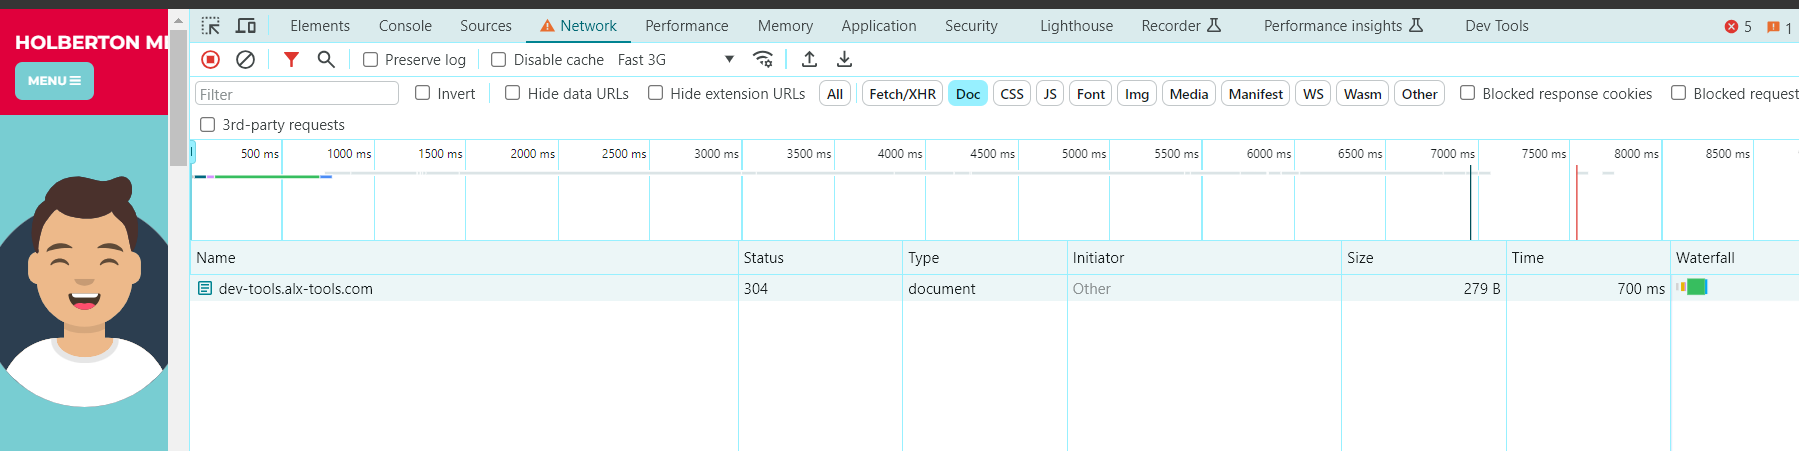 HOLBERTON
MENU
Elements Console Sources Network Performance Memory Application Security Lighthouse Recorder Performance insights Dev Tools 5 1
Preserve log Disable cache Fast 3G
Filter Invert Hide data URLs Hide extension URLs All Fetch/XHR Doc CSS JS Font Img Media Manifest WS Wasm Other Blocked response cookies Blocked request
3rd-party requests
500 ms 1000 ms 1500 ms 2000 ms 2500 ms 3000 ms 3500 ms 4000 ms 4500 ms 5000 ms 5500 ms 6000 ms 6500 ms 7000 ms 7500 ms 8000 ms 8500 ms
Name Status Type Initiator Size Time Waterfall
dev-tools.alx-tools.com 304 document Other 279 B 700 ms